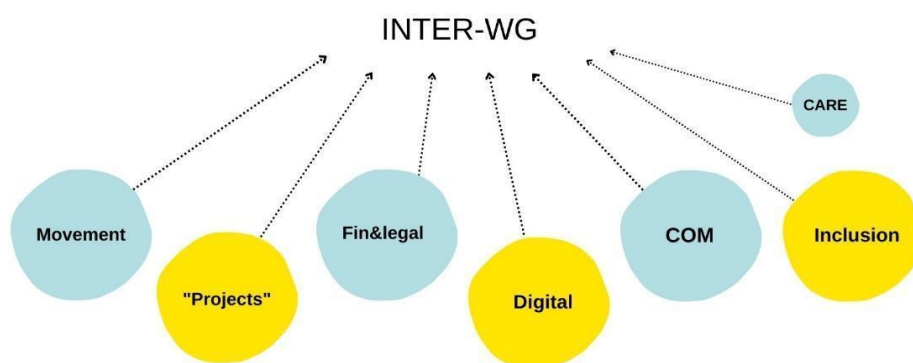 INTER-WG
CARE
Movement
"Projects"
Fin&legal
Digital
COM
Inclusion